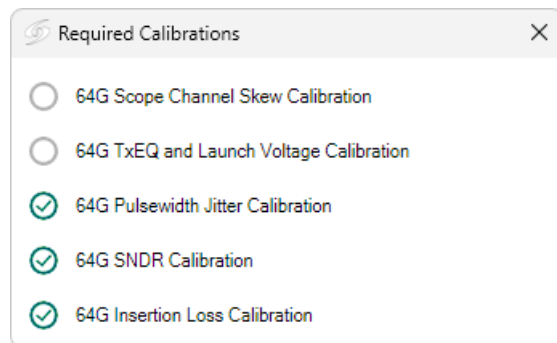 Required Calibrations
64G Scope Channel Skew Calibration
64G TxEQ and Launch Voltage Calibration
64G Pulsewidth Jitter Calibration
64G SNDR Calibration
64G Insertion Loss Calibration